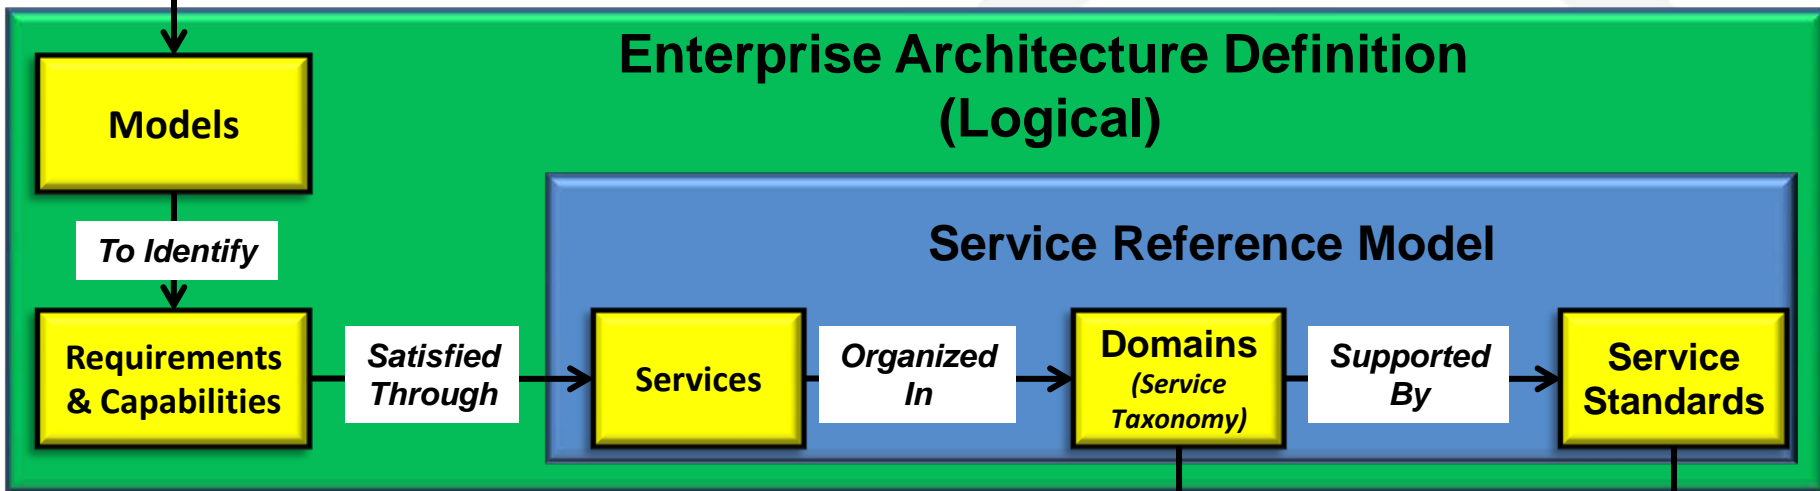 Enterprise Architecture Definition
(Logical)
Models
To Identify
Service Reference Model
Requirements
& Capabilities
Satisfied
Through
Services
Organized
In
Domains
(Service
Taxonomy)
Supported
By
Service
Standards